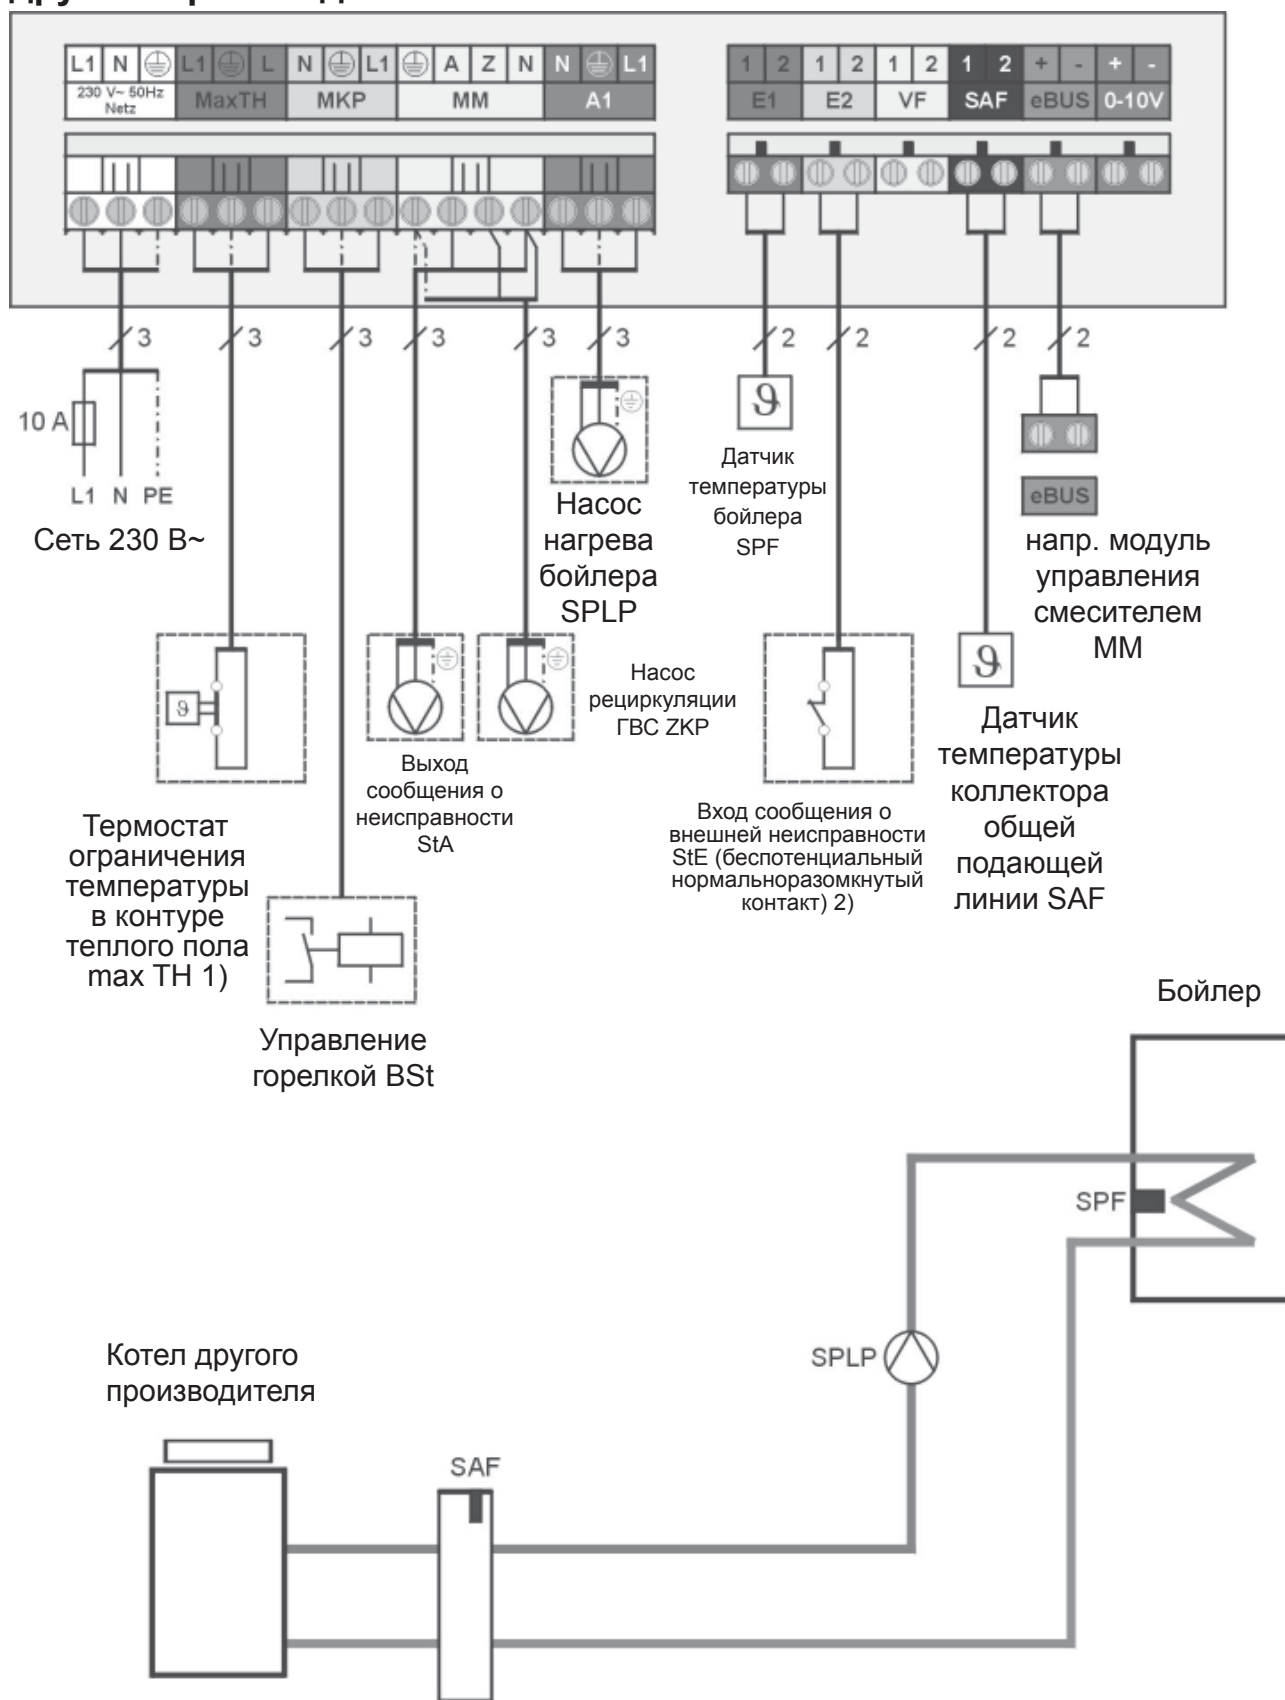 L1 N L1 L N L1 A Z N N L1 1 2 1 2 1 2 1 2 + - + -
230 V~ 50Hz
Netz
MaxTH MKP MM A1 E1 E2 VF SAF eBUS 0-10V
3 3 3 3 3 3 2 2 2 2
10 A
L1 N PE
Сеть 230 В~
Насос
нагрева
бойлера
SPLP
ϑ
Датчик
температуры
бойлера
SPF
eBUS
напр. модуль
управления
смесителем
ММ
ϑ
Насос
рециркуляции
ГВС ZKP
ϑ
Датчик
температуры
коллектора
общей
подающей
линии SAF
Выход
сообщения о
неисправности
StA
Вход сообщения о
внешней неисправности
StE (беспотенциальный
нормальноразомкнутый
контакт) 2)
Термостат
ограничения
температуры
в контуре
теплого пола
max TH 1)
Управление
горелкой BSt
Бойлер
SPF
SPLP
Котел другого
производителя
SAF